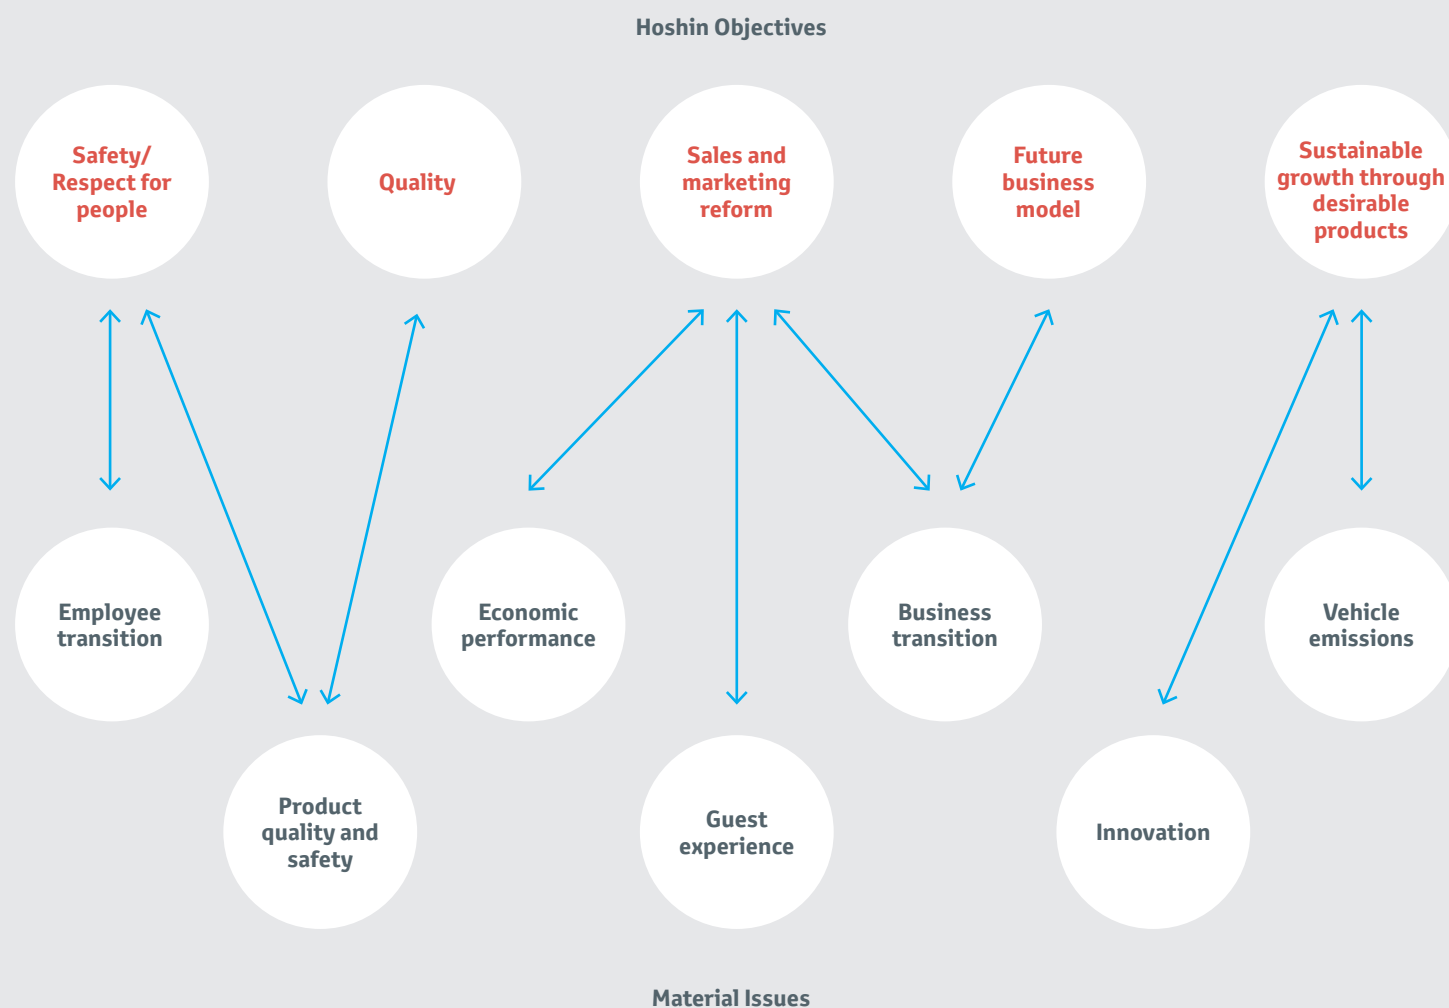 Hoshin Objectives
Safety/
Respect for
people
Quality
Sales and
marketing
reform
Future
business
model
Sustainable
growth through
desirable
products
Employee
transition
Economic
performance
Business
transition
Vehicle
emissions
Product
quality and
safety
Guest
experience
Innovation
Material Issues